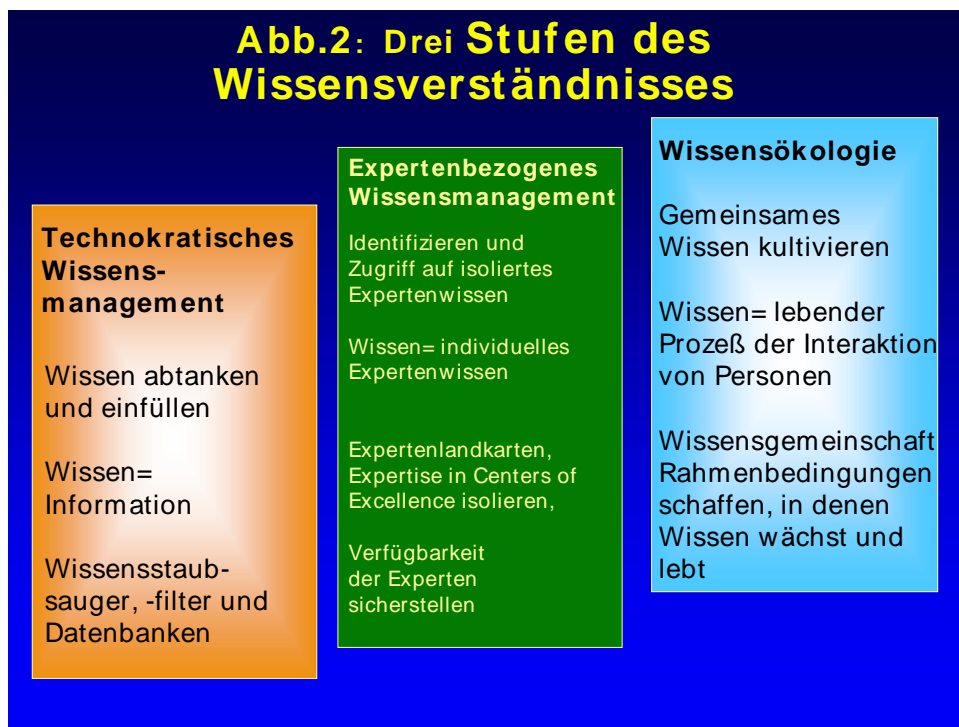 Abb.2: Drei Stufen des
Wissensverständnisses
Technokratisches
Wissens-
management
Wissen abtanken
und einfüllen
Wissen=
Information
Wissensstaub-
sauger, -filter und
Datenbanken
Expertenbezogenes
Wissensmanagement
Identifizieren und
Zugriff auf isoliertes
Expertenwissen
Wissen= individuelles
Expertenwissen
Expertenlandkarten,
Expertise in Centers of
Excellence isolieren,
Verfügbarkeit
der Experten
sicherstellen
Wissensökologie
Gemeinsames
Wissen kultivieren
Wissen= lebender
Prozeß der Interaktion
von Personen
Wissensgemeinschaft
Rahmenbedingungen
schaffen, in denen
Wissen wächst und
lebt